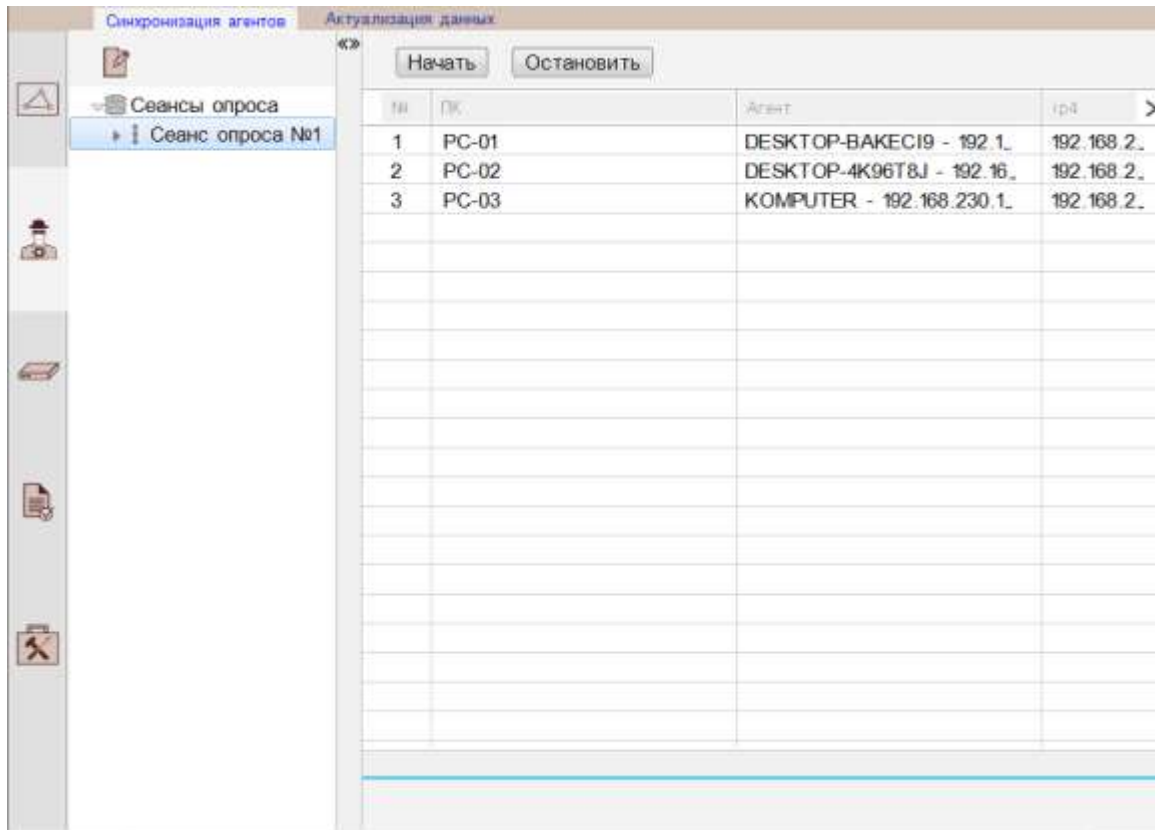 Синхронизация агентов Актуализация данных
«»
Начать Остановить
Сеансы опроса
Сеанс опроса №1
№ ПК Агент ip4
1 PC-01 DESKTOP-BAKECI9 - 192.1… 192.168.2…
2 PC-02 DESKTOP-4K96T8J - 192.16… 192.168.2…
3 PC-03 KOMPUTER - 192.168.230.1… 192.168.2…